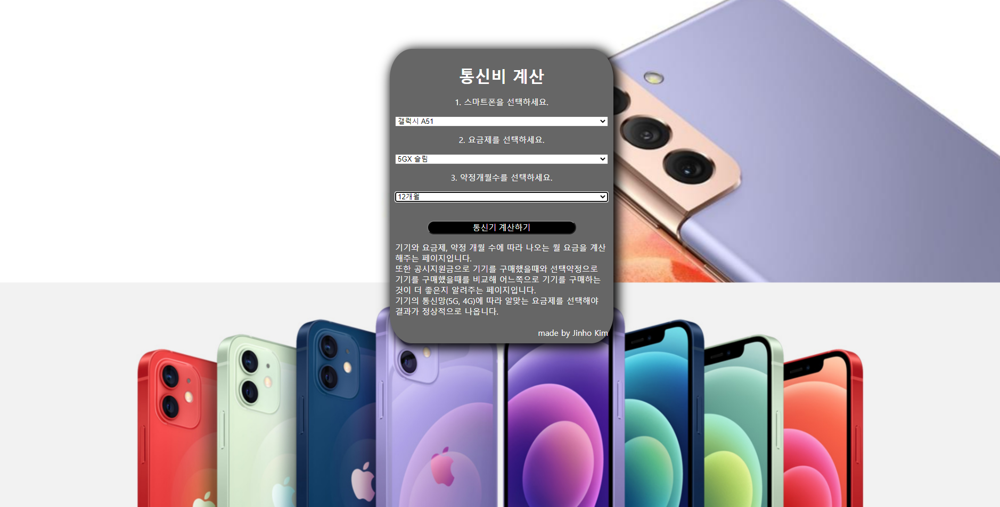 통신비 계산
1. 스마트폰을 선택하세요.
갤럭시 A51
2. 요금제를 선택하세요.
5GX 슬림
3. 약정개월수를 선택하세요.
12개월
통신기 계산하기
기기와 요금제, 약정 개월 수에 따라 나오는 월 요금을 계산
해주는 페이지입니다.
또한 공시지원금으로 기기를 구매했을때와 선택약정으로
기기를 구매했을때를 비교해 어느쪽으로 기기를 구매하는
것이 더 좋은지 알려주는 페이지입니다.
기기의 통신망(5G, 4G)에 따라 알맞는 요금제를 선택해야
결과가 정상적으로 나옵니다.
made by Jinho Kim